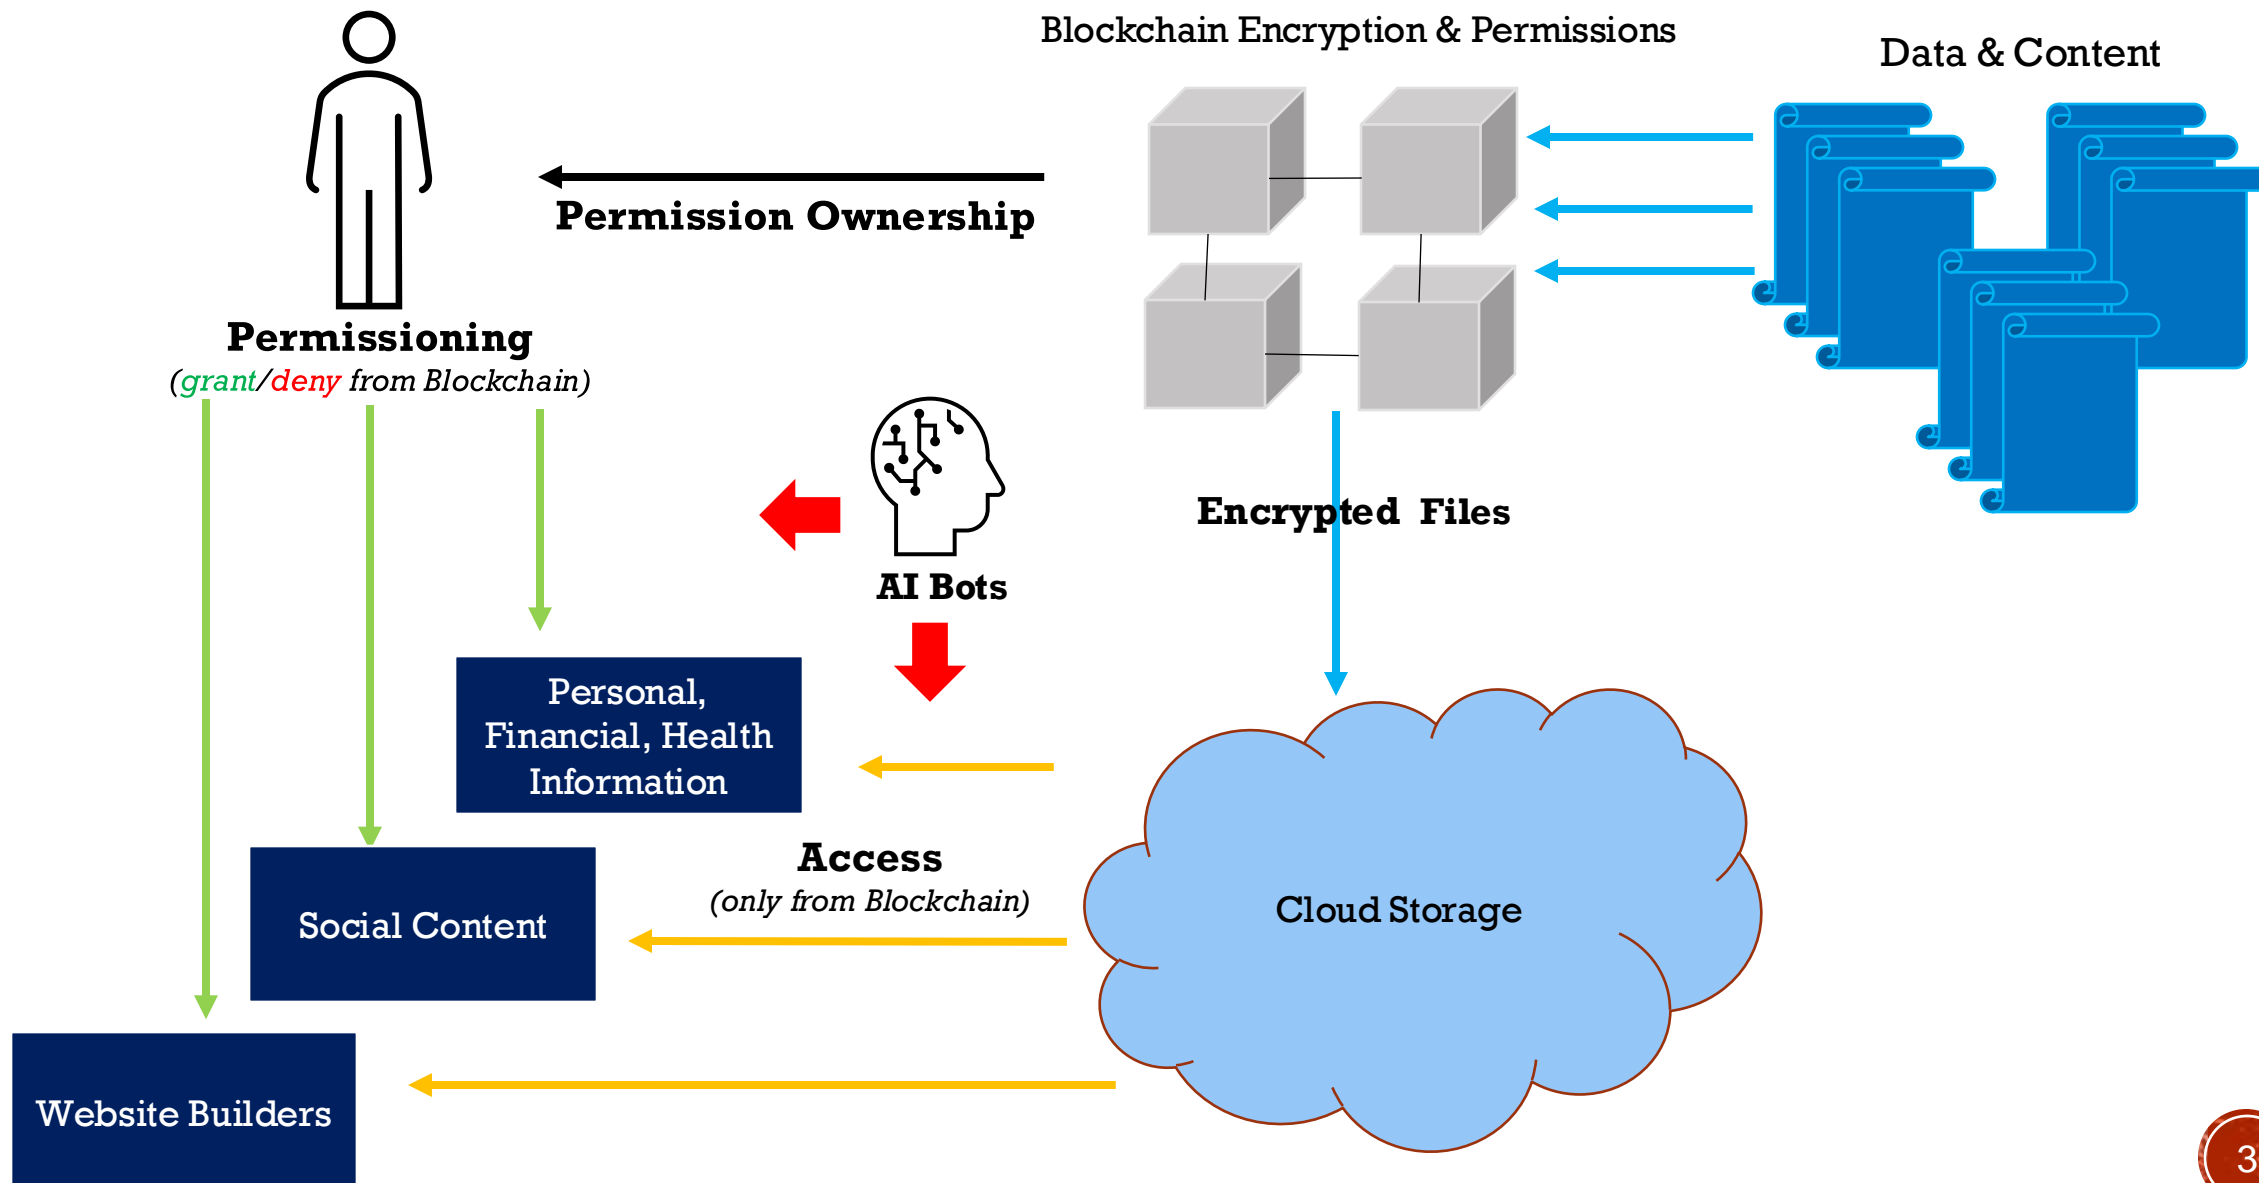 Blockchain Encryption & Permissions
Data & Content
Permission Ownership
Permissioning
(grant/deny from Blockchain)
Encrypted Files
AI Bots
Personal,
Financial, Health
Information
Access
(only from Blockchain)
Social Content
Cloud Storage
Website Builders
3